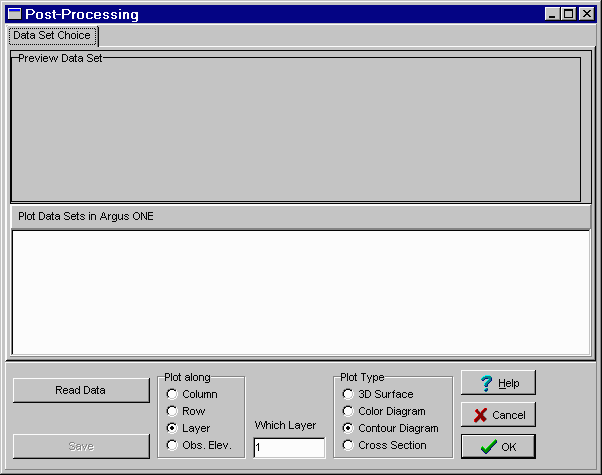 Post-Processing
Data Set Choice
Preview Data Set
Plot Data Sets in Argus ONE
Read Data
Save
Plot along
Column
Row
Layer
Obs. Elev.
Which Layer
1
Plot Type
3D Surface
Color Diagram
Contour Diagram
Cross Section
? Help
Cancel
OK